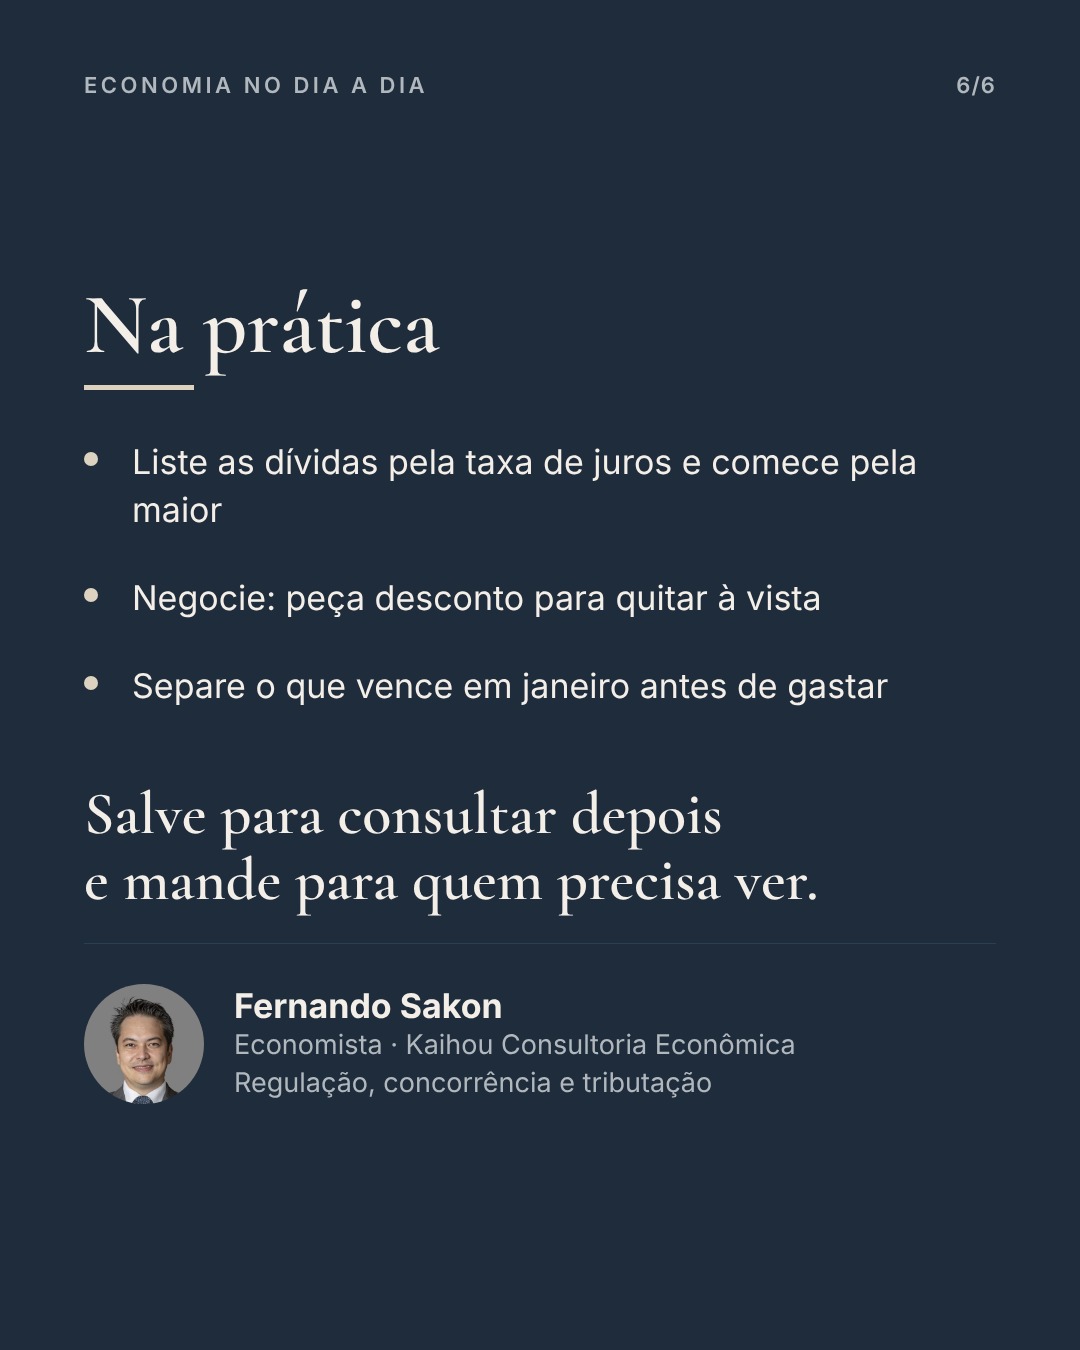 ECONOMIA NO DIA A DIA
6/6
Na prática
• Liste as dívidas pela taxa de juros e comece pela
maior
• Negocie: peça desconto para quitar à vista
• Separe o que vence em janeiro antes de gastar
Salve para consultar depois
e mande para quem precisa ver.
Fernando Sakon
Economista · Kaihou Consultoria Econômica
Regulação, concorrência e tributação